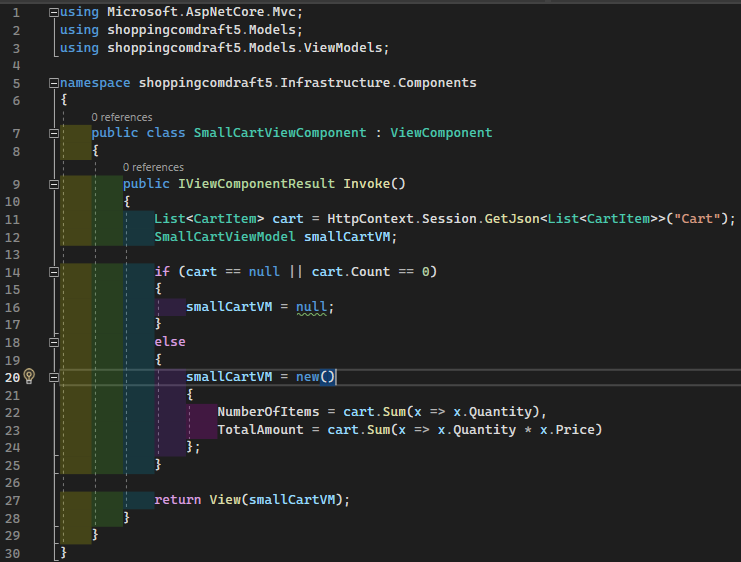 1 using Microsoft.AspNetCore.Mvc;
2 using shoppingcomdraft5.Models;
3 using shoppingcomdraft5.Models.ViewModels;
4
5 namespace shoppingcomdraft5.Infrastructure.Components
6 {
0 references
7 public class SmallCartViewComponent : ViewComponent
8 {
0 references
9 public IViewComponentResult Invoke()
10 {
11 List<CartItem> cart = HttpContext.Session.GetJson<List<CartItem>>("Cart");
12 SmallCartViewModel smallCartVM;
13
14 if (cart == null || cart.Count == 0)
15 {
16 smallCartVM = null;
17 }
18 else
19 {
20 smallCartVM = new()
21 {
22 NumberOfItems = cart.Sum(x => x.Quantity),
23 TotalAmount = cart.Sum(x => x.Quantity * x.Price)
24 };
25 }
26
27 return View(smallCartVM);
28 }
29 }
30 }